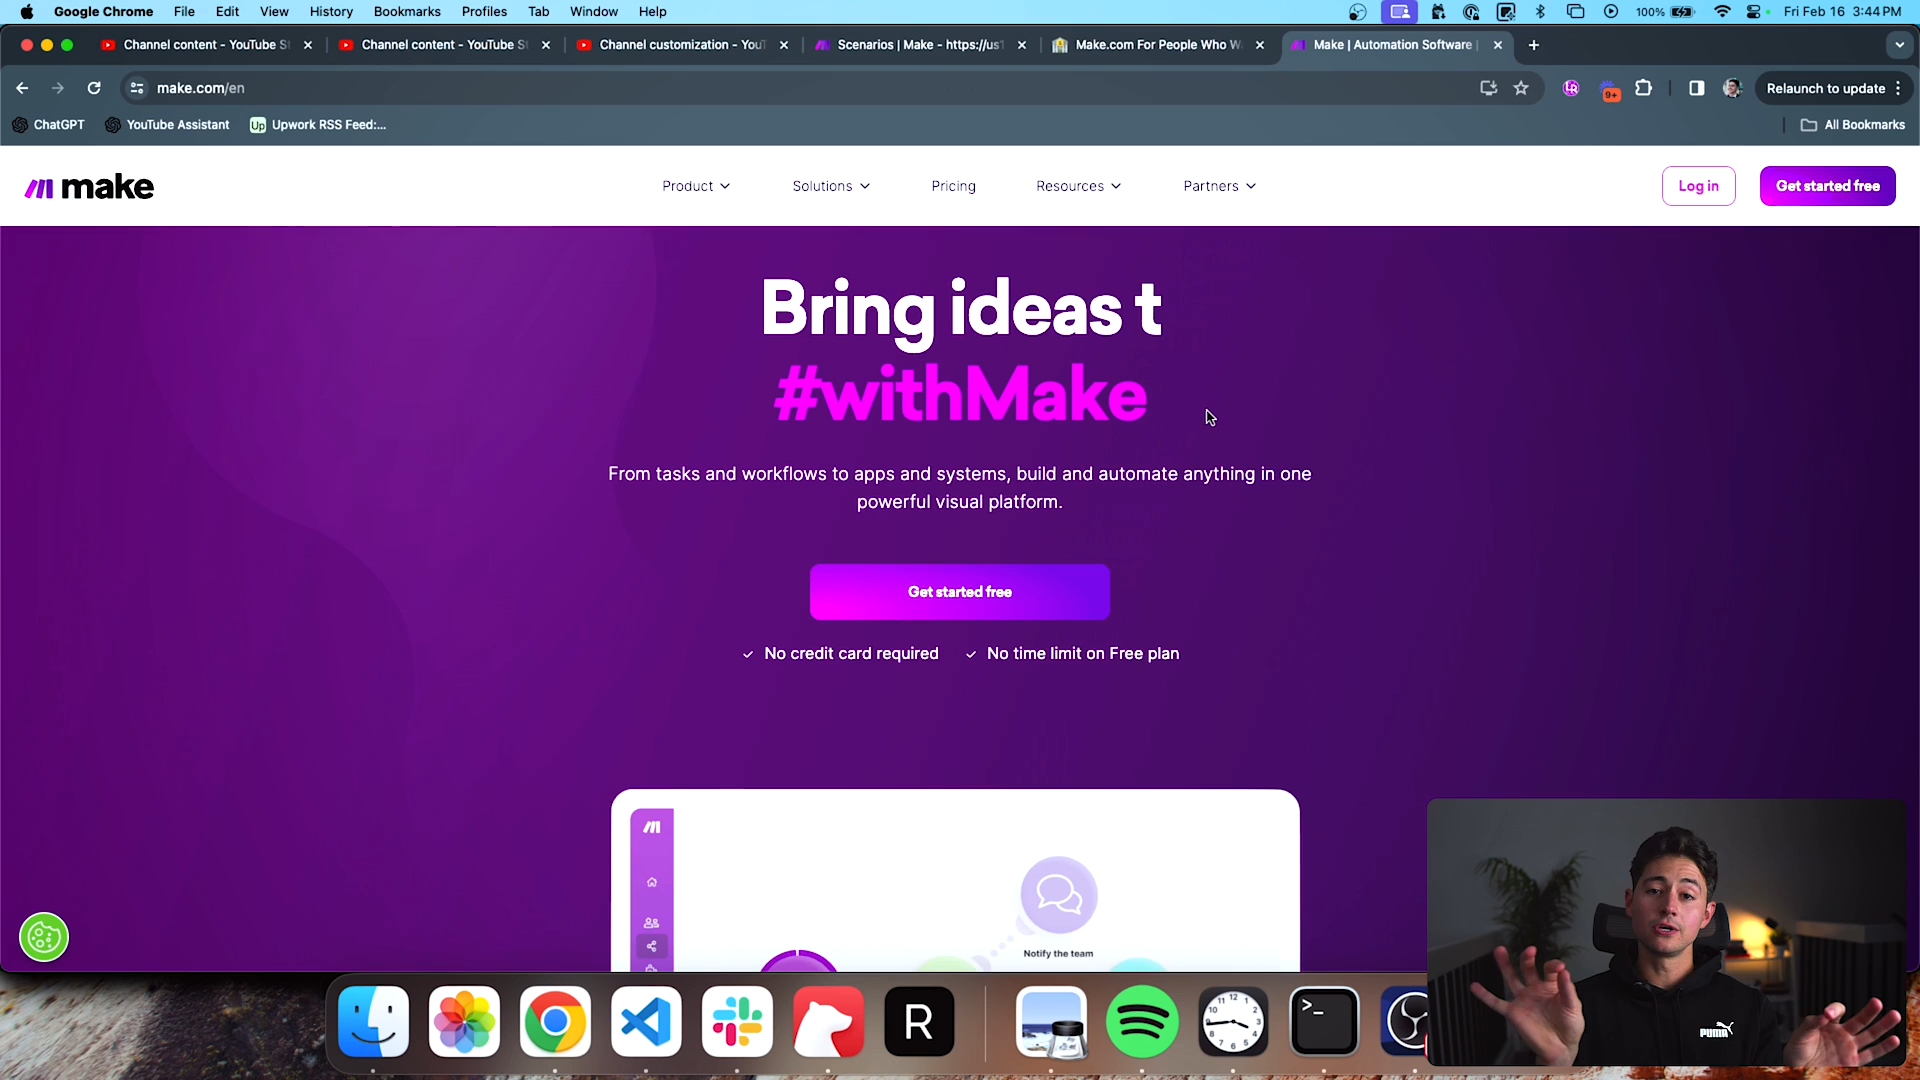 Google Chrome File Edit View History Bookmarks Profiles Tab Window Help 100% Fri Feb 16 3:44 PM
Channel content - YouTube S Channel content - YouTube S Channel customization - You Scenarios | Make - https://us1 Make.com For People Who W Make | Automation Software |
make.com/en 9+ Relaunch to update
ChatGPT YouTube Assistant Up Upwork RSS Feed:... All Bookmarks
make Product Solutions Pricing Resources Partners Log in Get started free
Bring ideas t
#withMake
From tasks and workflows to apps and systems, build and automate anything in one
powerful visual platform.
Get started free
No credit card required No time limit on Free plan
Notify the team
R
PUMA